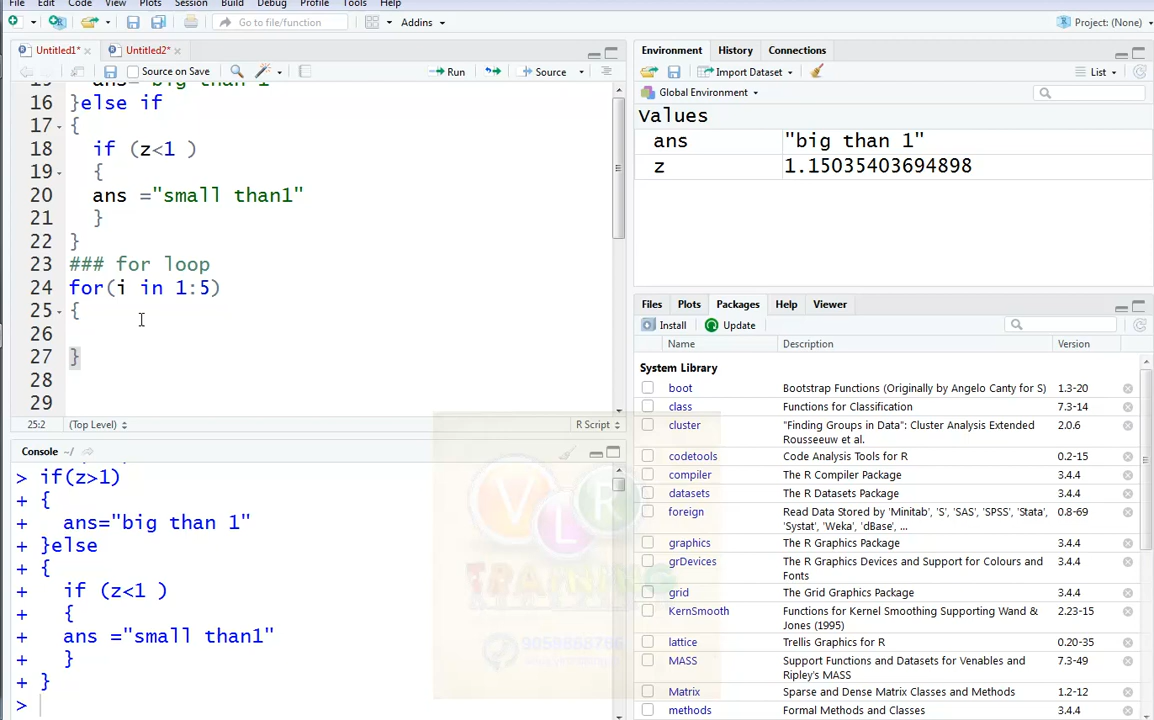 File Edit Code View Plots Session Build Debug Profile Tools Help
Go to file/function Addins Project: (None)
Untitled1* Untitled2*
Source on Save Run Source
16 }else if
17 {
18 if (z<1 )
19 {
20 ans ="small than1"
21 }
22 }
23 ### for loop
24 for(i in 1:5)
25 {
26
27 }
28
29
25:2 (Top Level) R Script
Console ~/
> if(z>1)
+ {
+ ans="big than 1"
+ }else
+ {
+ if (z<1 )
+ {
+ ans ="small than1"
+ }
+ }
>
Environment History Connections
Import Dataset List
Global Environment
Values
ans "big than 1"
z 1.15035403694898
Files Plots Packages Help Viewer
Install Update
Name Description Version
System Library
boot Bootstrap Functions (Originally by Angelo Canty for S) 1.3-20
class Functions for Classification 7.3-14
cluster "Finding Groups in Data": Cluster Analysis Extended 2.0.6
Rousseeuw et al.
codetools Code Analysis Tools for R 0.2-15
compiler The R Compiler Package 3.4.4
datasets The R Datasets Package 3.4.4
foreign Read Data Stored by 'Minitab', 'S', 'SAS', 'SPSS', 'Stata', 0.8-69
'Systat', 'Weka', 'dBase', ...
graphics The R Graphics Package 3.4.4
grDevices The R Graphics Devices and Support for Colours and 3.4.4
Fonts
grid The Grid Graphics Package 3.4.4
KernSmooth Functions for Kernel Smoothing Supporting Wand & 2.23-15
Jones (1995)
lattice Trellis Graphics for R 0.20-35
MASS Support Functions and Datasets for Venables and 7.3-49
Ripley's MASS
Matrix Sparse and Dense Matrix Classes and Methods 1.2-12
methods Formal Methods and Classes 3.4.4
VLR
TRAINING